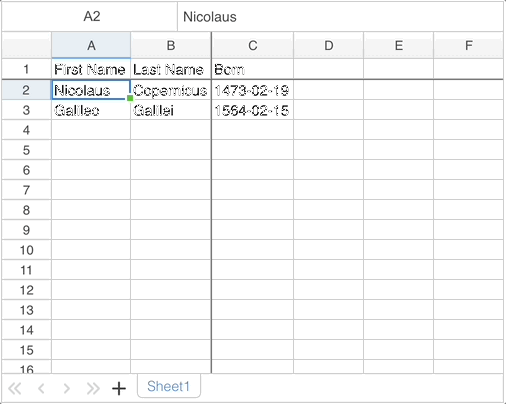 A2 Nicolaus
A B C D E F
1 First Name Last Name Born
2 Nicolaus Copernicus 1473-02-19
3 Galileo Galilei 1564-02-15
4
5
6
7
8
9
10
11
12
13
14
15
16
Sheet1